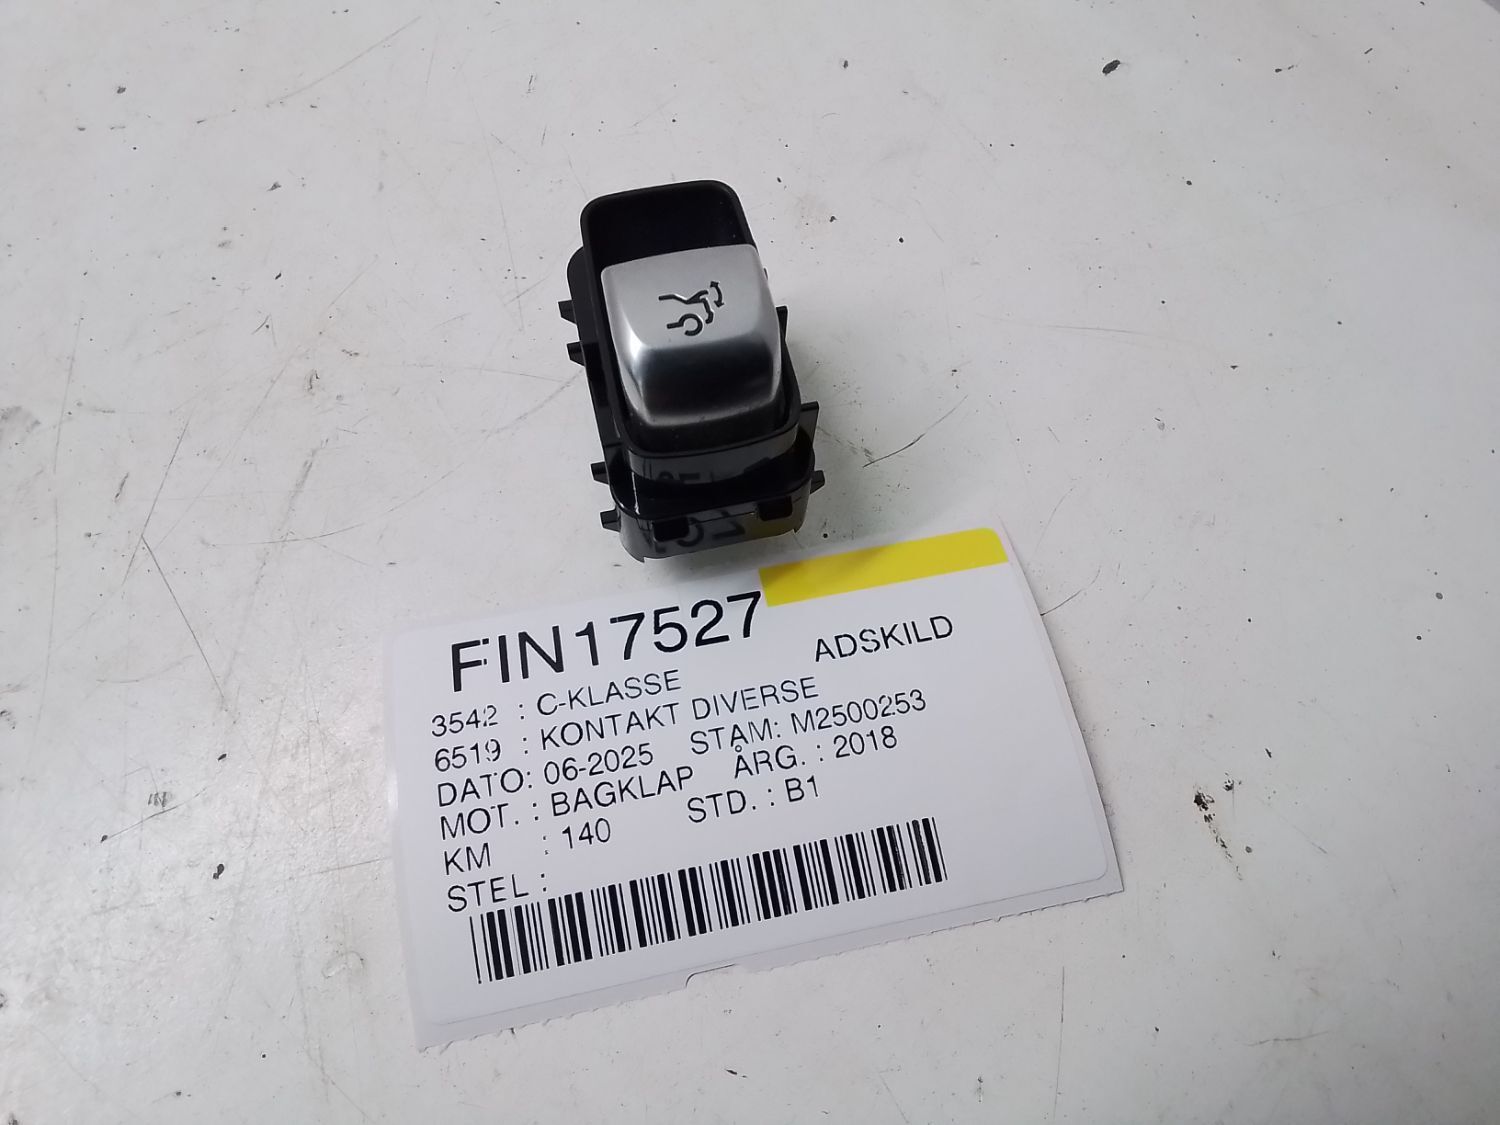 FIN17527
ADSKILD
3542 : C-KLASSE
6519 : KONTAKT DIVERSE
DATO: 06-2025 STAM: M2500253
MOT. : BAGKLAP ÅRG. : 2018
KM : 140 STD. : B1
STEL :